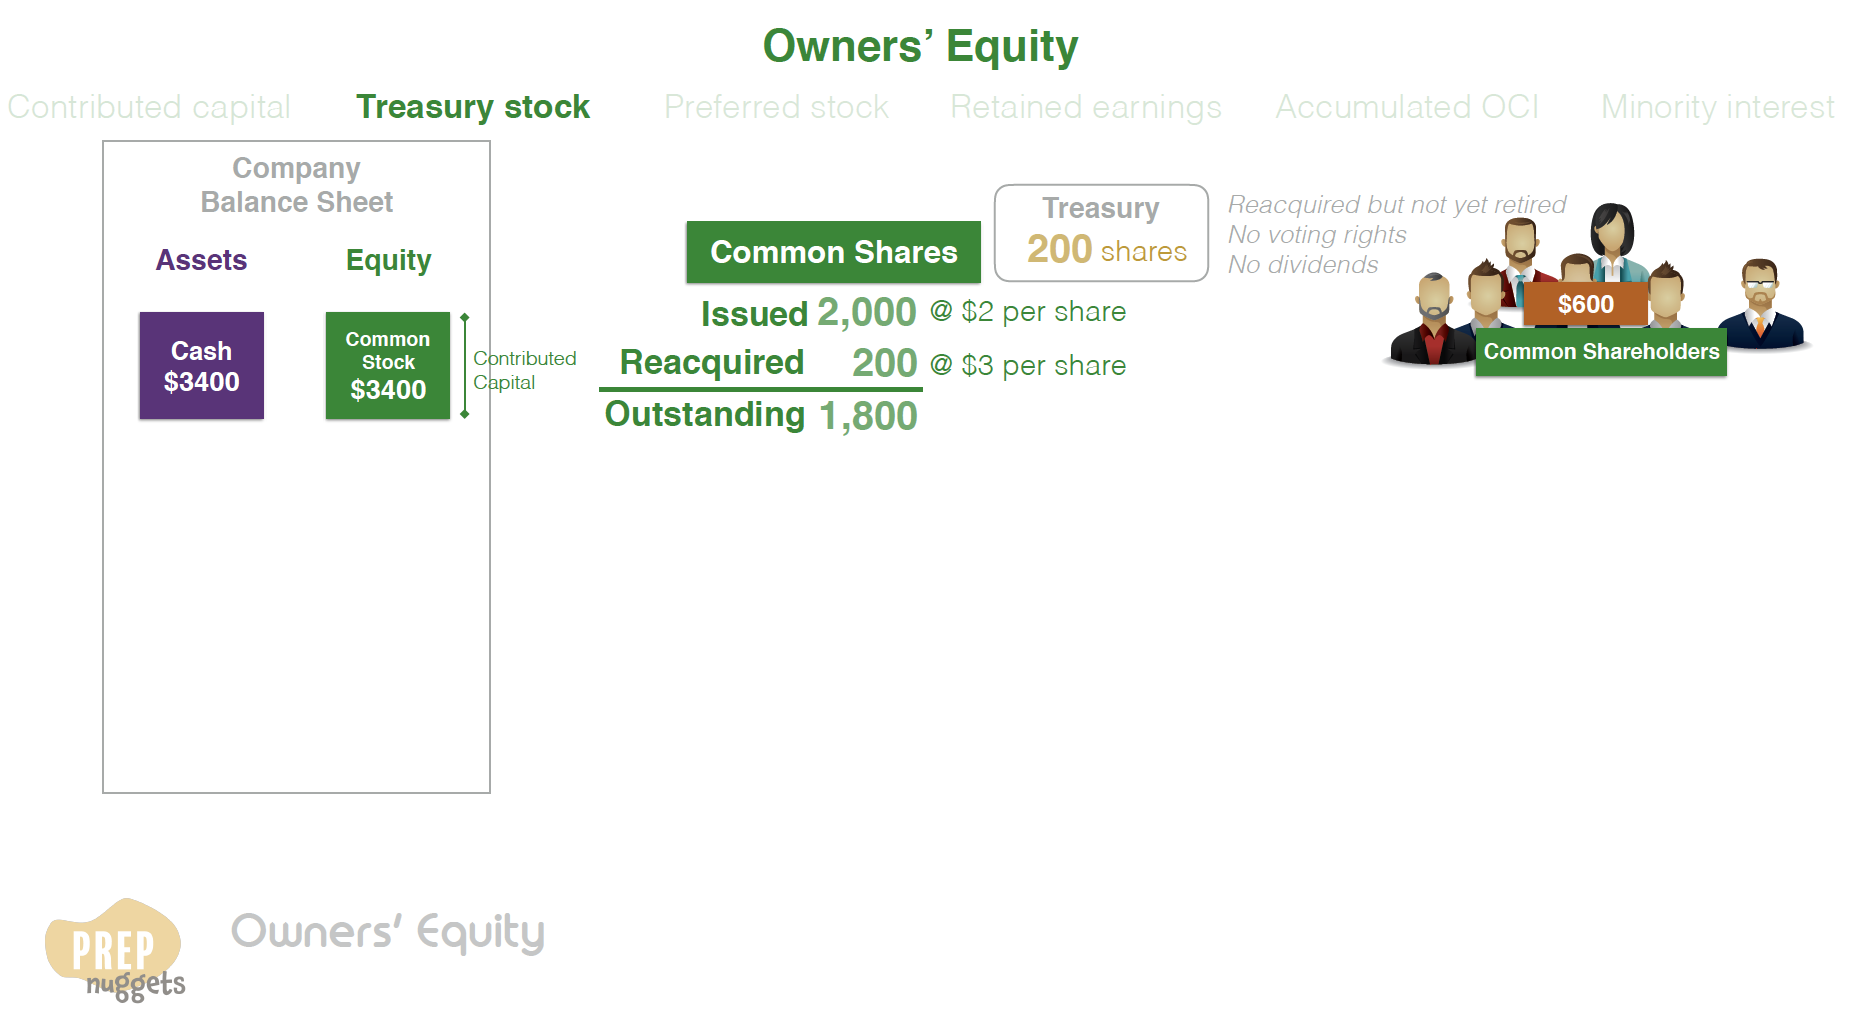 Owners’ Equity
Contributed capital
Treasury stock
Preferred stock
Retained earnings
Accumulated OCI
Minority interest
Company
Balance Sheet
Assets
Equity
Cash
$3400
Common
Stock
$3400
Contributed
Capital
Common Shares
Issued 2,000 @ $2 per share
Reacquired 200 @ $3 per share
Outstanding 1,800
Treasury
200 shares
Reacquired but not yet retired
No voting rights
No dividends
$600
Common Shareholders
PREP
nuggets
Owners’ Equity